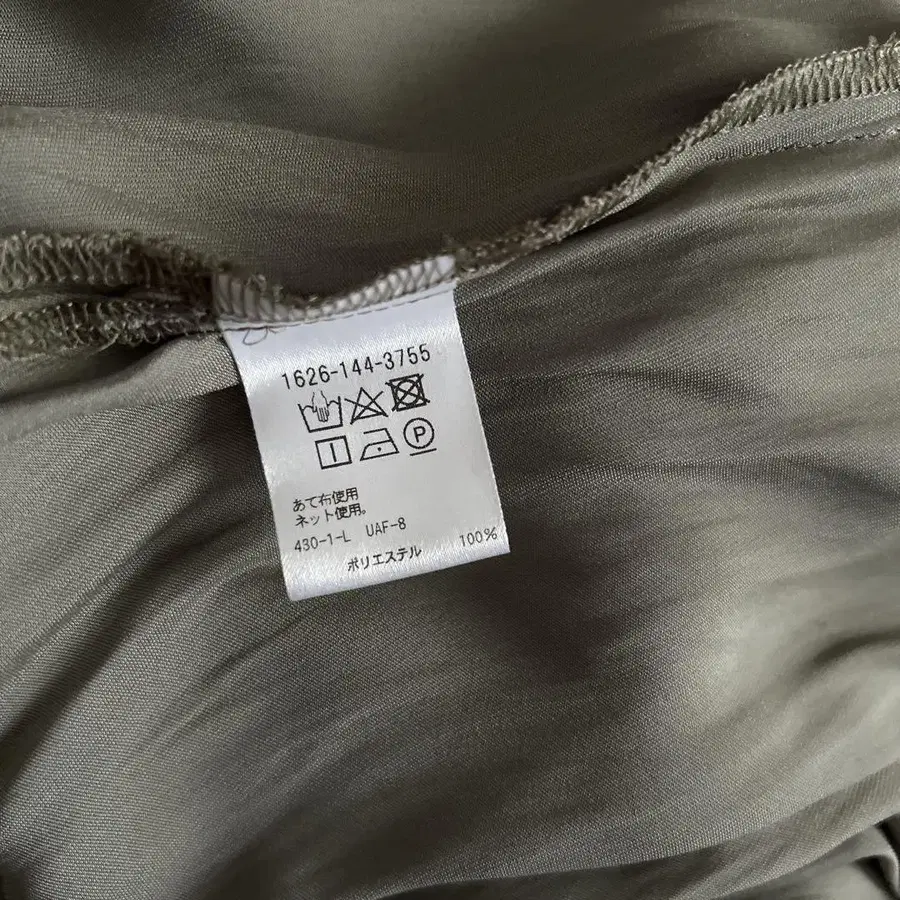 1626-144-3755
P
あて布使用
ネット使用。
430-1-L UAF-8
ポリエステル 100%